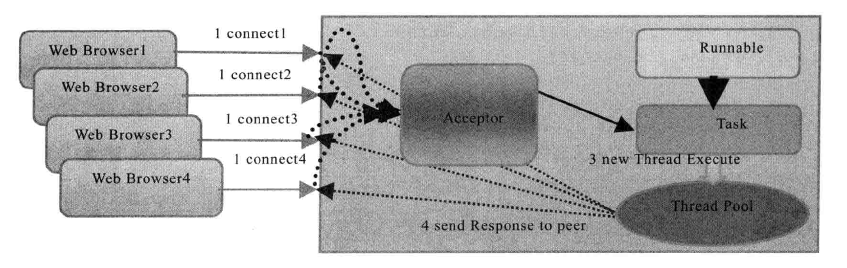 Web Browser1
Web Browser2
Web Browser3
Web Browser4
1 connect1
1 connect2
1 connect3
1 connect4
Acceptor
Runnable
Task
3 new Thread Execute
Thread Pool
4 send Response to peer